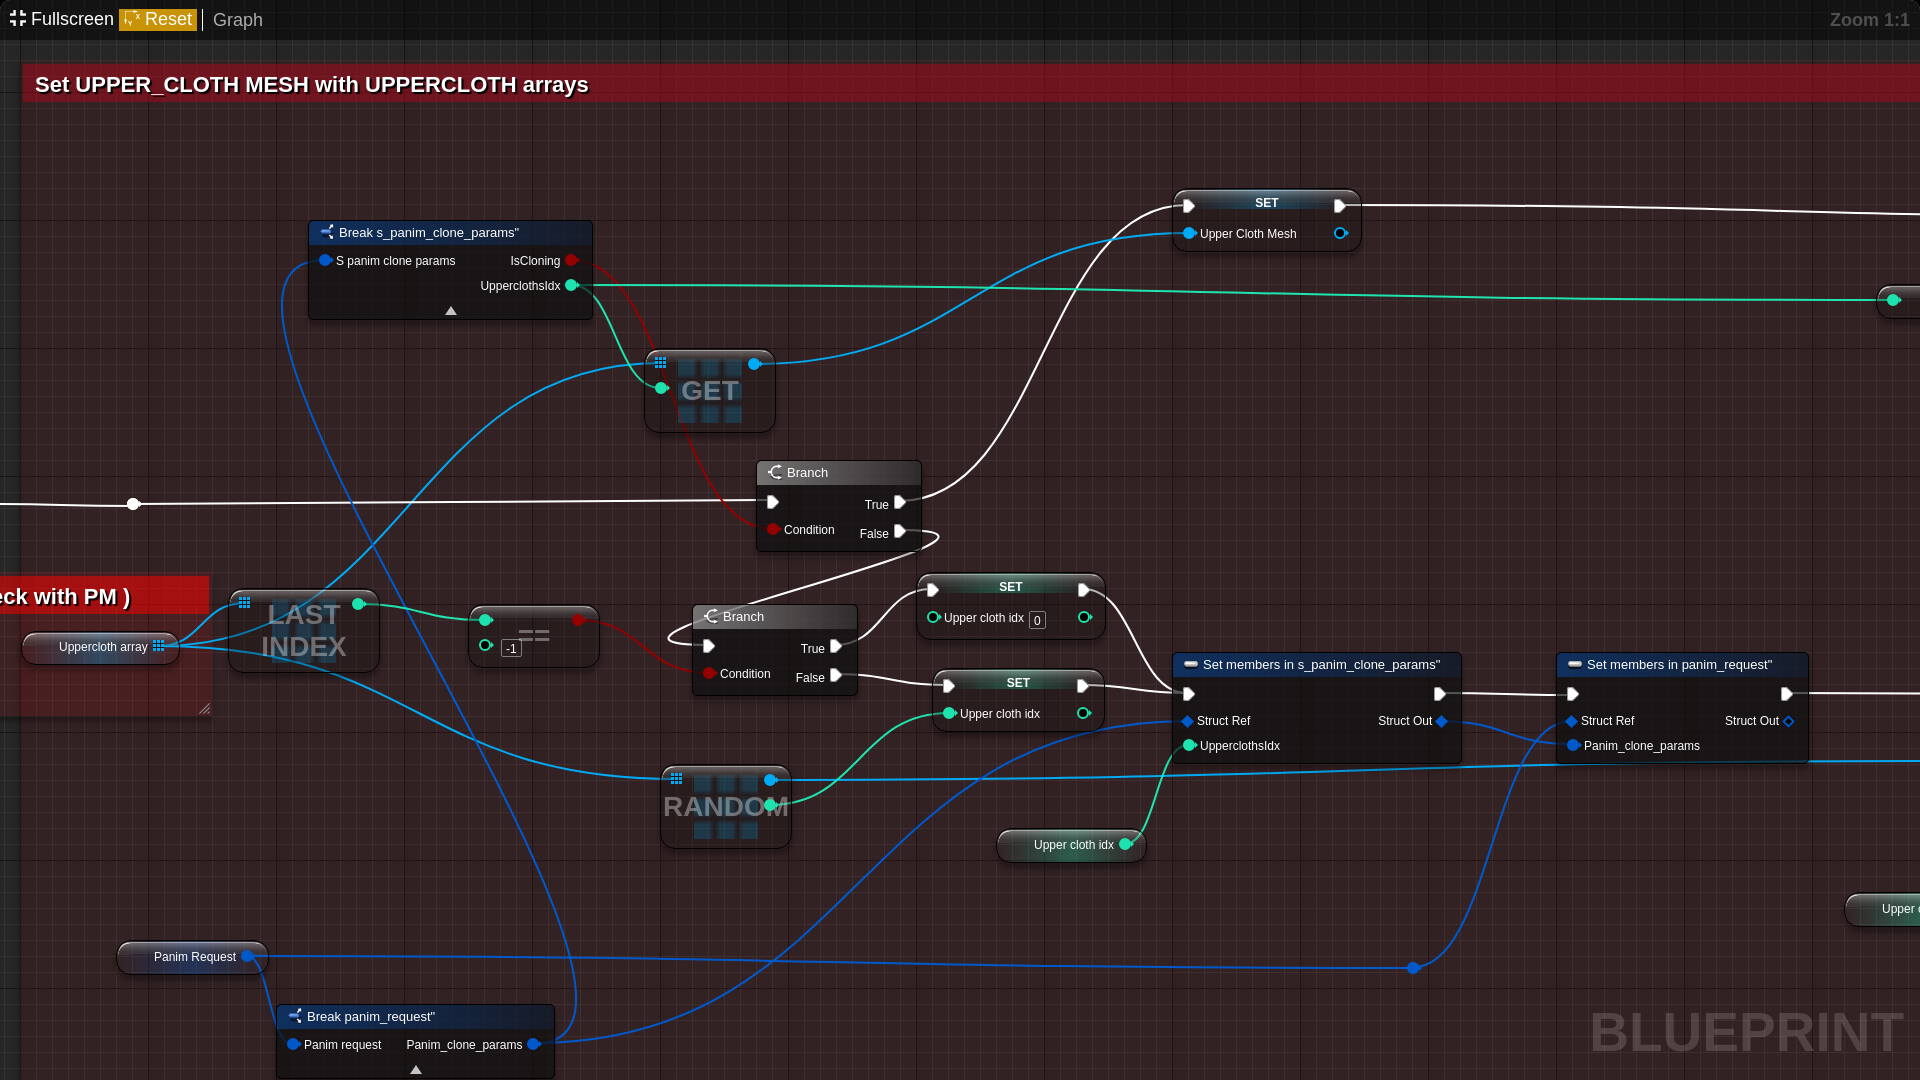 Fullscreen Reset Graph Zoom 1:1
Set UPPER_CLOTH MESH with UPPERCLOTH arrays
SET
Upper Cloth Mesh
Break s_panim_clone_params"
S panim clone params IsCloning
UpperclothsIdx
GET
Branch
True
Condition
False
eck with PM )
Uppercloth array
LAST
INDEX
==
-1
Branch
True
Condition
False
SET
Upper cloth idx 0
SET
Upper cloth idx
Set members in s_panim_clone_params"
Struct Ref Struct Out
UpperclothsIdx
Set members in panim_request"
Struct Ref Struct Out
Panim_clone_params
RANDOM
Upper cloth idx
Upper
Panim Request
Break panim_request"
Panim request Panim_clone_params
BLUEPRINT